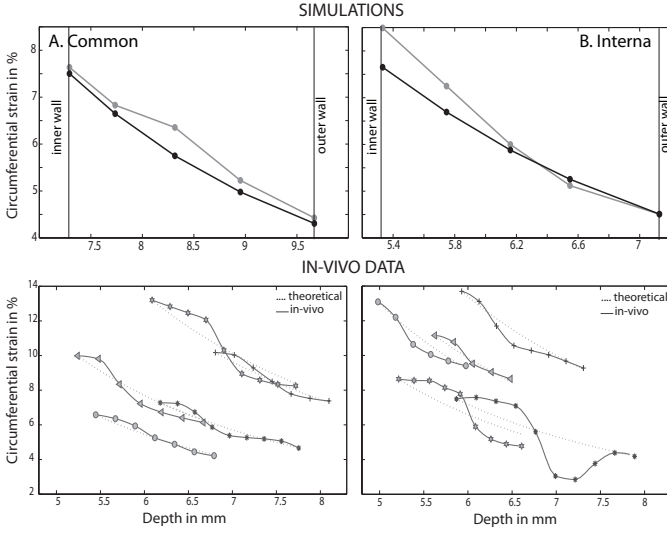 SIMULATIONS
A. Common
B. Interna
Circumferential strain in %
8
7
6
5
4
inner wall
outer wall
inner wall
outer wall
7.5 8 8.5 9 9.5
5.4 5.8 6.2 6.6 7
IN-VIVO DATA
Circumferential strain in %
14
12
10
8
6
4
2
theoretical
in-vivo
theoretical
in-vivo
5 5.5 6 6.5 7 7.5 8
5 5.5 6 6.5 7 7.5 8
Depth in mm
Depth in mm